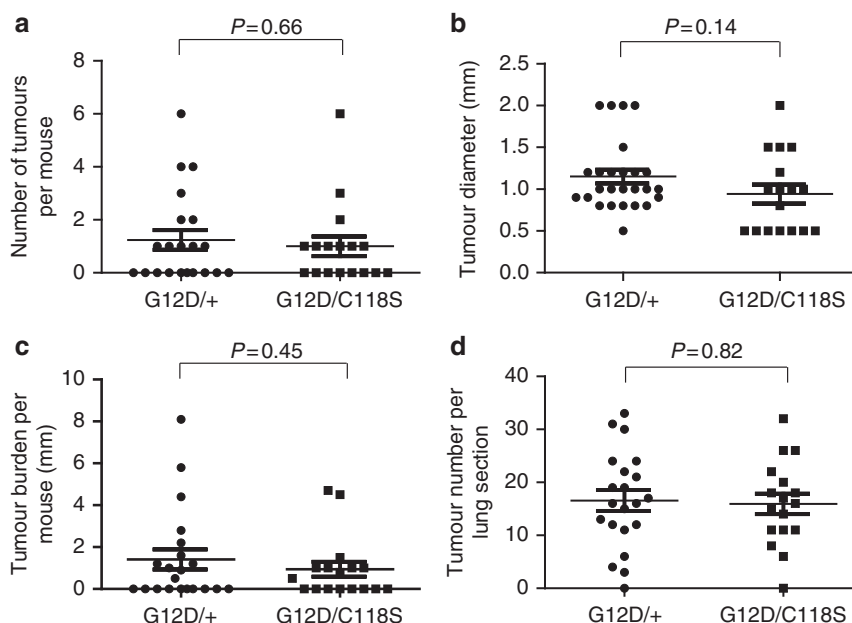 a
P=0.66
Number of tumours
per mouse
8
6
4
2
0
G12D/+
G12D/C118S
b
P=0.14
Tumour diameter (mm)
2.5
2.0
1.5
1.0
0.5
0.0
G12D/+
G12D/C118S
c
P=0.45
Tumour burden per
mouse (mm)
10
8
6
4
2
0
G12D/+
G12D/C118S
d
P=0.82
Tumour number per
lung section
40
30
20
10
0
G12D/+
G12D/C118S